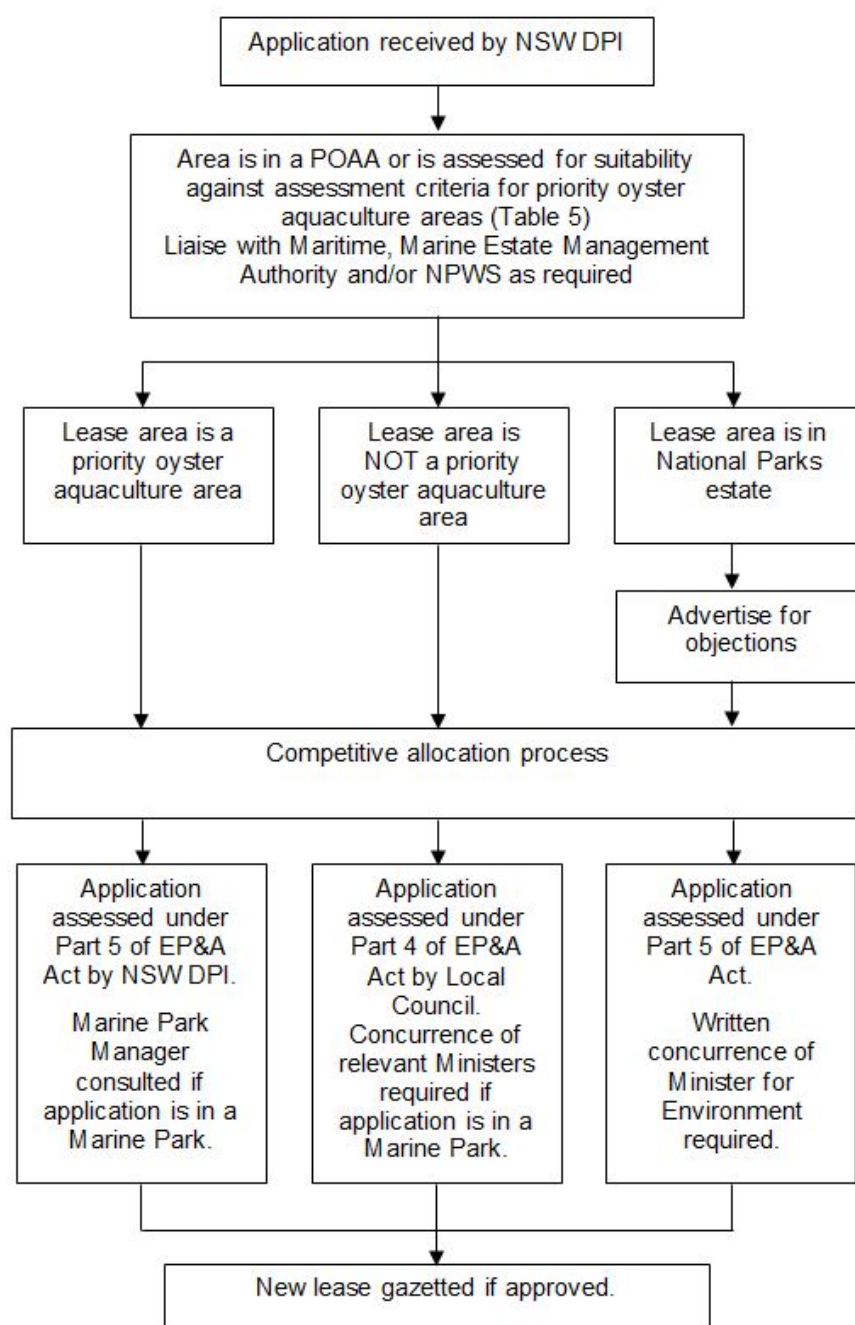 Application received by NSW DPI
Area is in a POAA or is assessed for suitability
against assessment criteria for priority oyster
aquaculture areas (Table 5)
Liaise with Maritime, Marine Estate Management
Authority and/or NPWS as required
Lease area is a
priority oyster
aquaculture area
Lease area is
NOT a priority
oyster aquaculture
area
Lease area is in
National Parks
estate
Advertise for
objections
Competitive allocation process
Application
assessed under
Part 5 of EP&A
Act by NSW DPI.
Marine Park
Manager
consulted if
application is in a
Marine Park.
Application
assessed under
Part 4 of EP&A
Act by Local
Council.
Concurrence of
relevant Ministers
required if
application is in a
Marine Park.
Application
assessed under
Part 5 of EP&A
Act.
Written
concurrence of
Minister for
Environment
required.
New lease gazetted if approved.